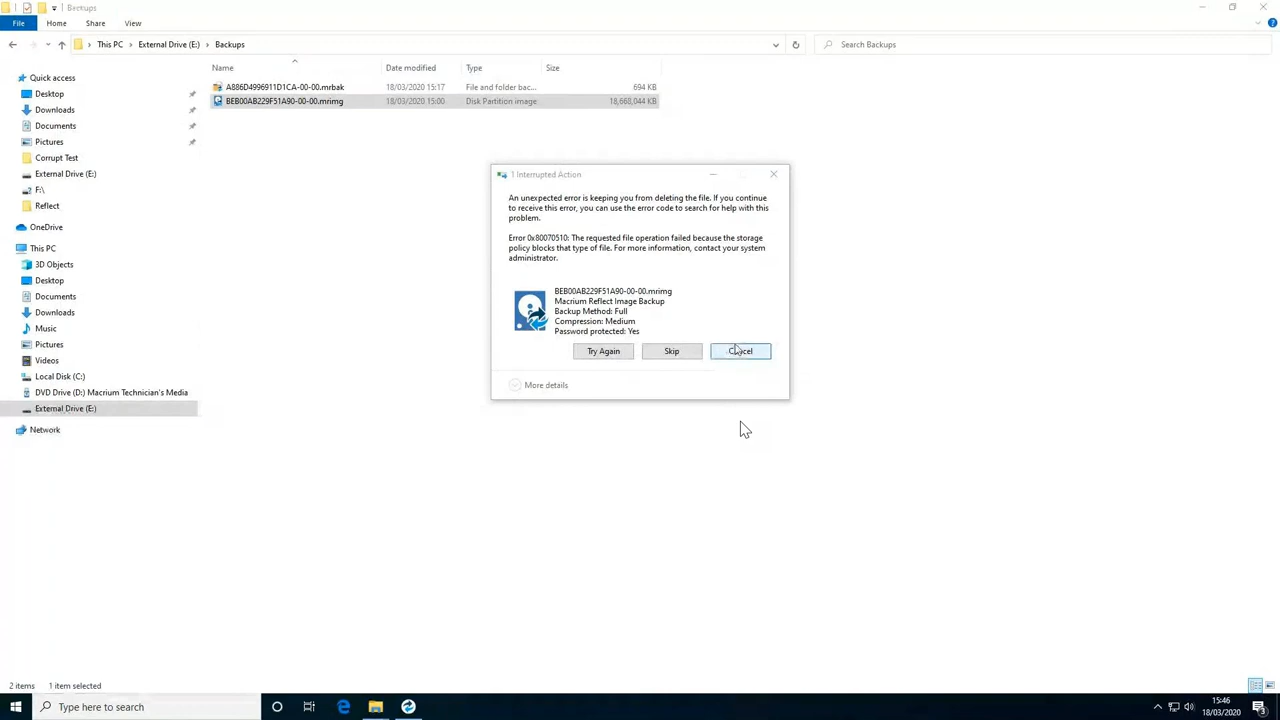 Backups
File Home Share View
This PC External Drive (E:) Backups Search Backups
Name Date modified Type Size
Quick access
Desktop
Downloads
Documents
Pictures
Corrupt Test
External Drive (E:)
F:\
Reflect
OneDrive
This PC
3D Objects
Desktop
Documents
Downloads
Music
Pictures
Videos
Local Disk (C:)
DVD Drive (D:) Macrium Technician's Media
External Drive (E:)
Network
A886D4996911D1CA-00-00.mrbak 18/03/2020 15:17 File and folder bac... 694 KB
BEB00AB229F51A90-00-00.mrimg 18/03/2020 15:00 Disk Partition image 18,668,044 KB
1 Interrupted Action
An unexpected error is keeping you from deleting the file. If you continue
to receive this error, you can use the error code to search for help with this
problem.
Error 0x80070510: The requested file operation failed because the storage
policy blocks that type of file. For more information, contact your system
administrator.
BEB00AB229F51A90-00-00.mrimg
Macrium Reflect Image Backup
Backup Method: Full
Compression: Medium
Password protected: Yes
Try Again Skip Cancel
More details
2 items 1 item selected
Type here to search
15:46
18/03/2020
3